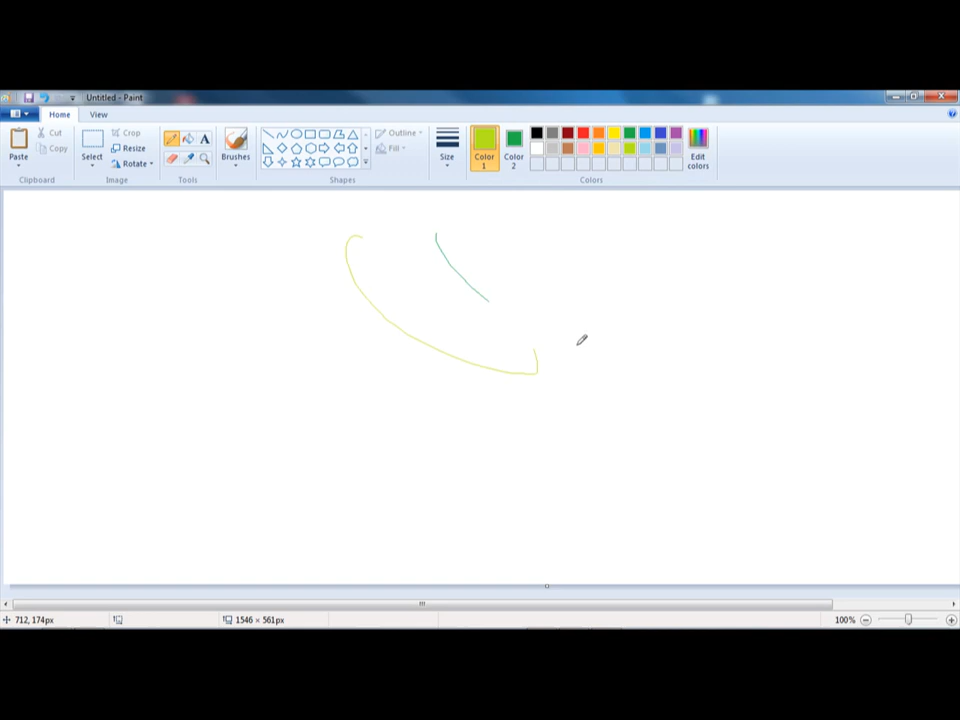 Untitled - Paint
Home View
Paste Cut Copy
Clipboard
Select Crop Resize Rotate
Image
A
Tools
Brushes
Outline
Fill
Shapes
Size
Color 1
Color 2
Edit colors
Colors
712, 174px
1546 × 561px
100%